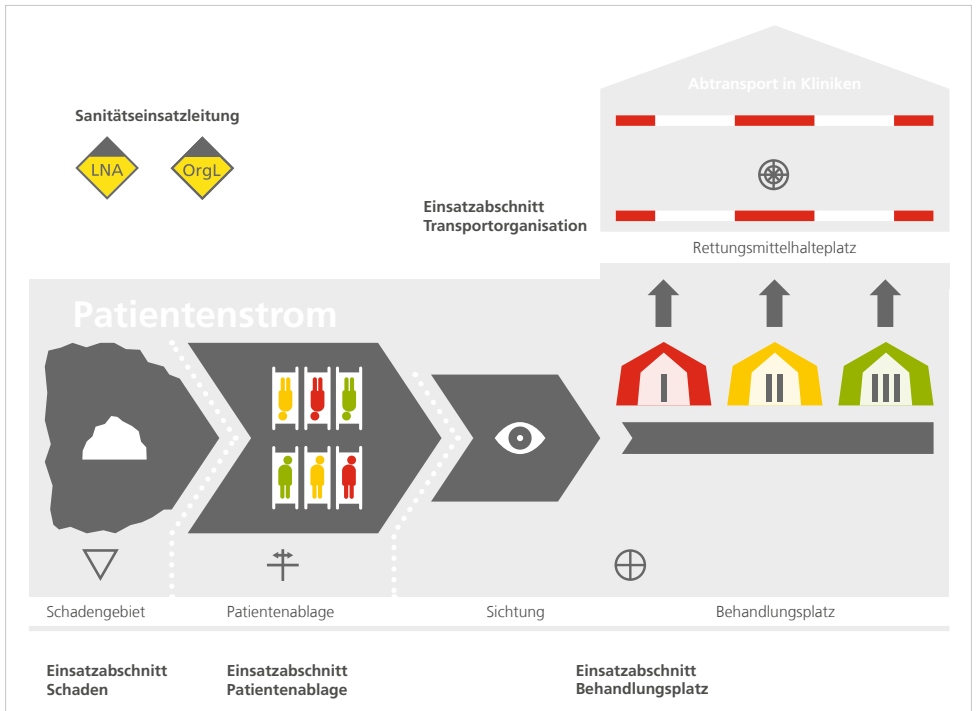 Abtransport in Kliniken
Sanitätseinsatzleitung
LNA
OrgL
Einsatzabschnitt
Transportorganisation
Rettungsmittelhalteplatz
Patientenstrom
I
II
III
Schadengebiet
Patientenablage
Sichtung
Behandlungsplatz
Einsatzabschnitt
Schaden
Einsatzabschnitt
Patientenablage
Einsatzabschnitt
Behandlungsplatz